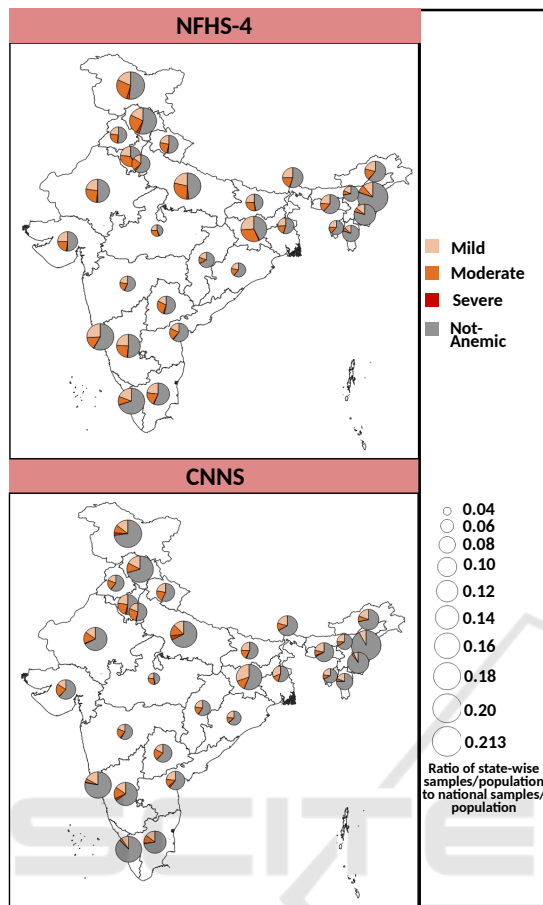 NFHS-4
Mild
Moderate
Severe
Not-
Anemic
CNNS
0.04
0.06
0.08
0.10
0.12
0.14
0.16
0.18
0.20
0.213
Ratio of state-wise
samples/population
to national samples/
population
SCITE